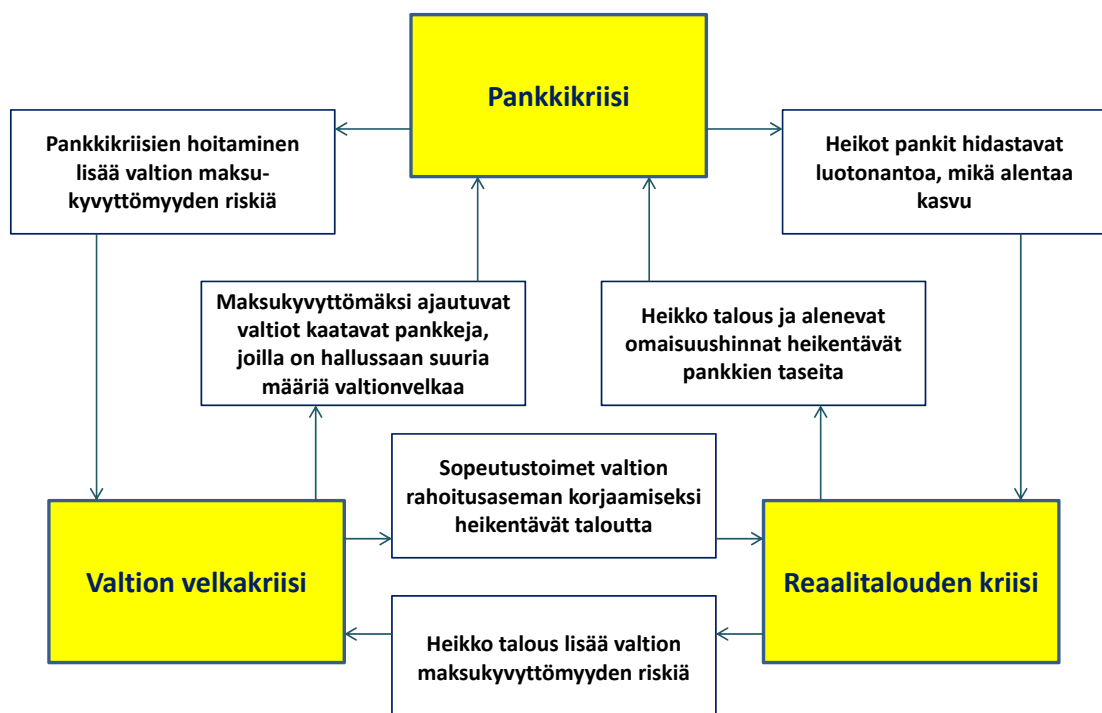 Pankkikriisi
Pankkikriisien hoitaminen
lisää valtion maksu-
kyvyttömyyden riskiä
Heikot pankit hidastavat
luotonantoa, mikä alentaa
kasvu
Maksukyvyttömäksi ajautuvat
valtiot kaatavat pankkeja,
joilla on hallussaan suuria
määriä valtionvelkaa
Heikko talous ja alenevat
omaisuushinnat heikentävät
pankkien taseita
Sopeutustoimet valtion
rahoitusaseman korjaamiseksi
heikentävät taloutta
Valtion velkakriisi
Reaalitalouden kriisi
Heikko talous lisää valtion
maksukyvyttömyyden riskiä